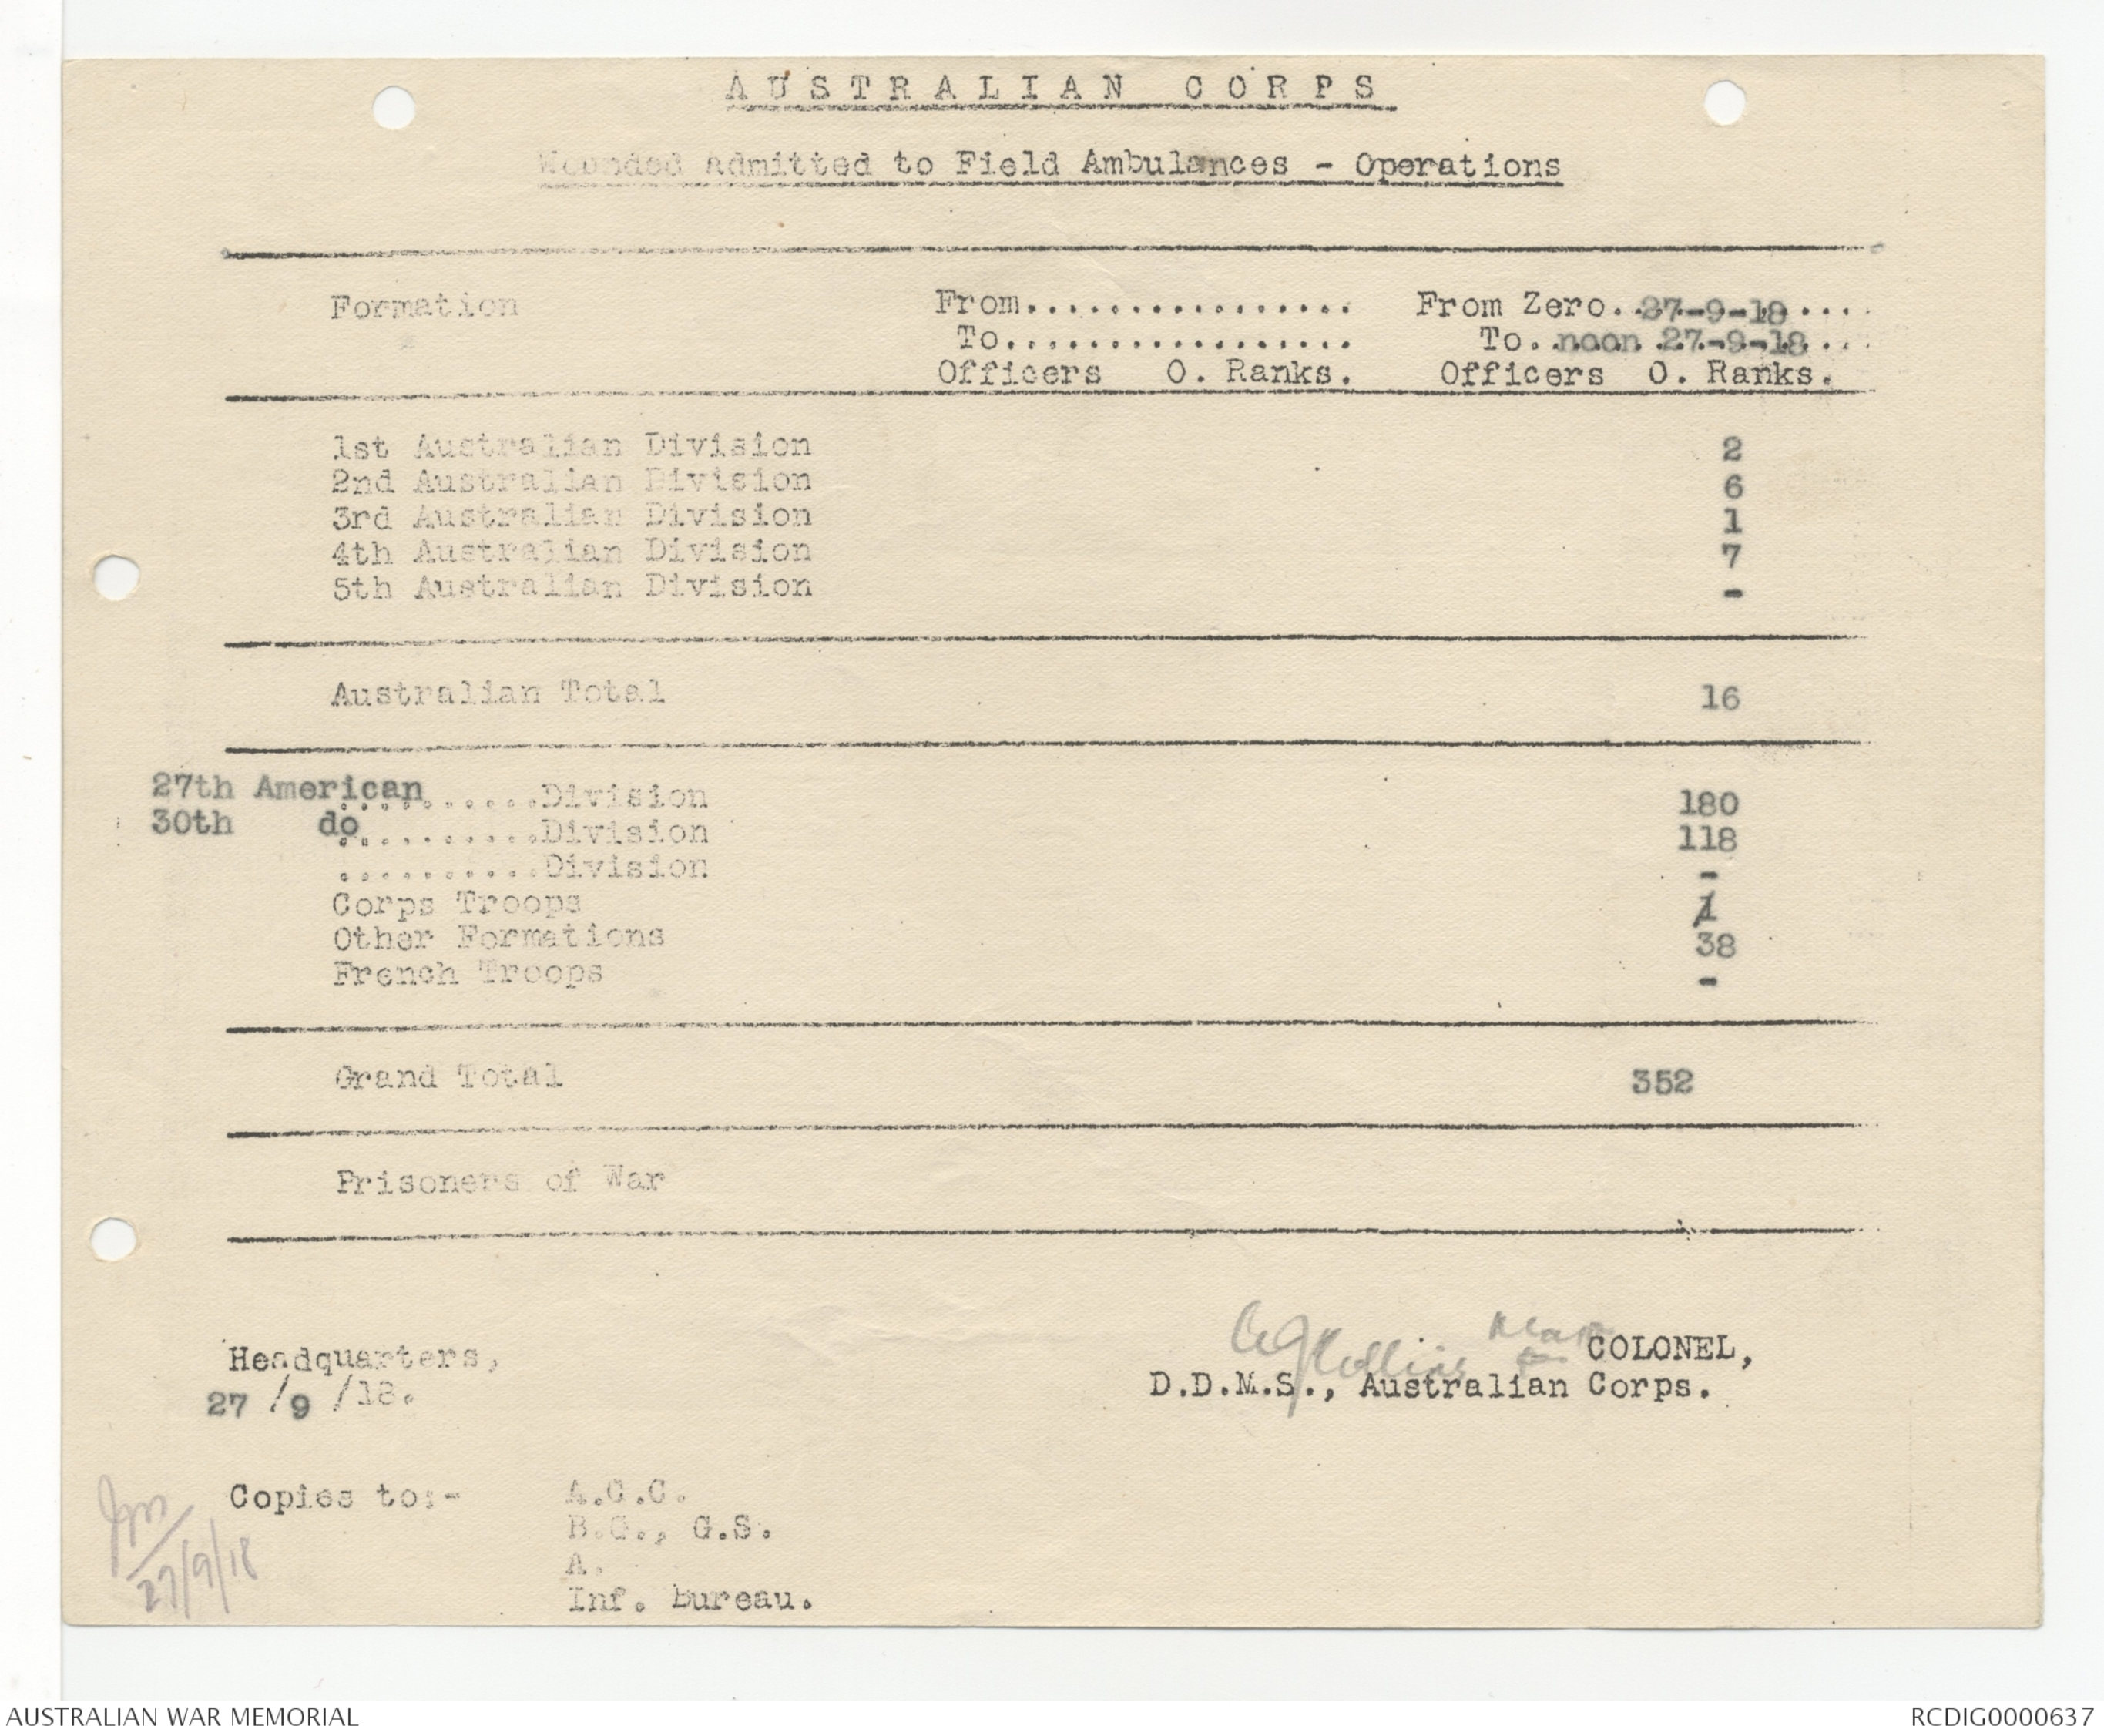 AUSTRALIAN CORPS
Wounded admitted to Field Ambulances - Operations
Formation From................ From Zero..27-9-18....
To................. To..noon 27-9-18...
Officers O. Ranks. Officers O. Ranks.
1st Australian Division 2
2nd Australian Division 6
3rd Australian Division 1
4th Australian Division 7
5th Australian Division -
Australian Total 16
27th American..........Division 180
30th do..........Division 118
..........Division -
Corps Troops
Other Formations 38
French Troops -
Grand Total 352
Prisoners of War
Headquarters,
27/9/18.
COLONEL,
D.D.M.S., Australian Corps.
Copies to:- A.C.C.
B.G., G.S.
A.
Inf. Bureau.
27/9/18
AUSTRALIAN WAR MEMORIAL
RCDIG0000637